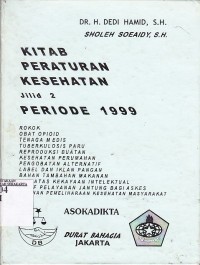 DR. H. DEDI HAMID, S.H.
SHOLEH SOEAIDY, S.H.
KITAB
PERATURAN
KESEHATAN
Jilid 2
PERIODE 1999
ROKOK
OBAT OPIOID
TENAGA MEDIS
TUBERKULOSIS PARU
REPRODUKSI BUATAN
KESEHATAN PERUMAHAN
PENGOBATAN ALTERNATIF
LABEL DAN IKLAN PANGAN
BAHAN TAMBAHAN MAKANAN
ATAS KEKAYAAN INTELEKTUAL
PELAYANAN JANTUNG BAGI ASKES
PEMELIHARAAN KESEHATAN MASYARAKAT
ASOKADIKTA
DB
DURAT BAHAGIA
JAKARTA